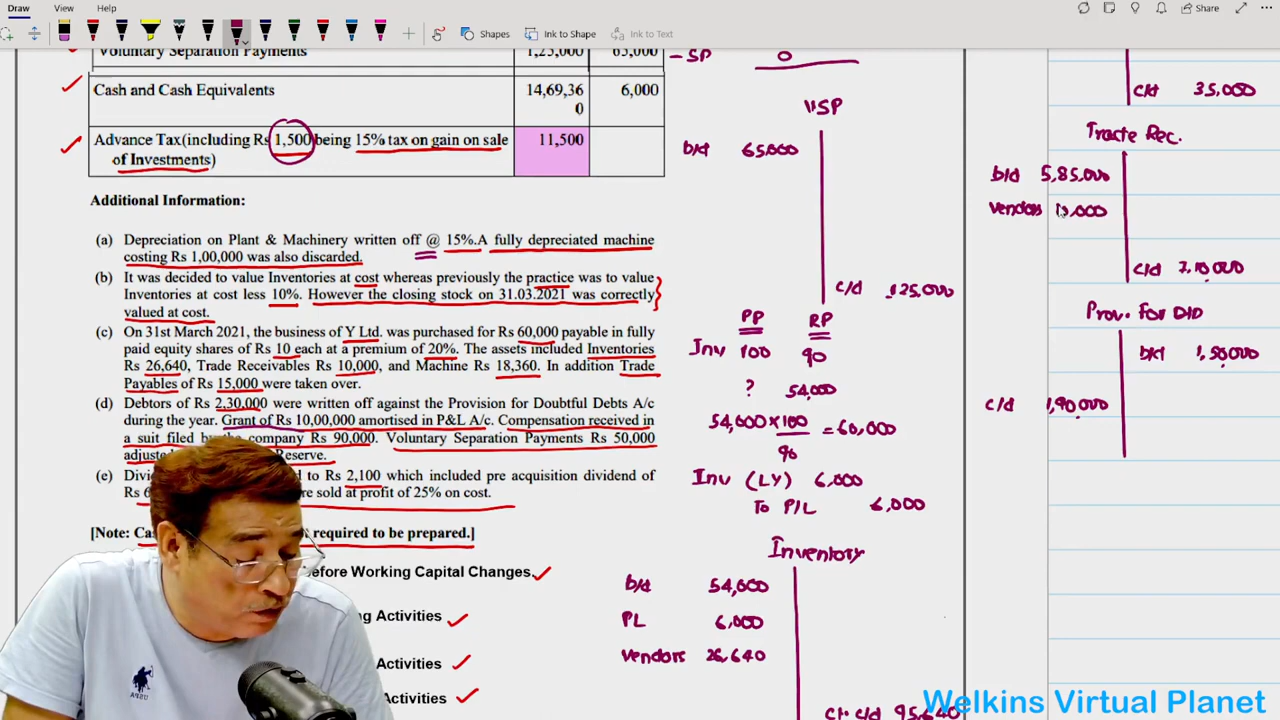 Draw View Help
Share
Shapes Ink to Shape Ink to Text
Voluntary Separation Payments 1,25,000 65,000
Cash and Cash Equivalents 14,69,36 6,000
0
Advance Tax(including Rs 1,500 being 15% tax on gain on sale 11,500
of Investments)
Additional Information:
(a) Depreciation on Plant & Machinery written off @ 15%.A fully depreciated machine
costing Rs 1,00,000 was also discarded.
(b) It was decided to value Inventories at cost whereas previously the practice was to value
Inventories at cost less 10%. However the closing stock on 31.03.2021 was correctly
valued at cost.
(c) On 31st March 2021, the business of Y Ltd. was purchased for Rs 60,000 payable in fully
paid equity shares of Rs 10 each at a premium of 20%. The assets included Inventories
Rs 26,640, Trade Receivables Rs 10,000, and Machine Rs 18,360. In addition Trade
Payables of Rs 15,000 were taken over.
(d) Debtors of Rs 2,30,000 were written off against the Provision for Doubtful Debts A/c
during the year. Grant of Rs 10,00,000 amortised in P&L A/c. Compensation received in
a suit filed by the company Rs 90,000. Voluntary Separation Payments Rs 50,000
Reserve.
(e) to Rs 2,100 which included pre acquisition dividend of
Rs sold at profit of 25% on cost.
[Note: required to be prepared.]
before Working Capital Changes.
Activities
Activities
Activities
- SP 0
VSP
b/d 65,000
c/d 125,000
PP RP
Inv 100 90
? 54,000
54,000 x 100 = 60,000
90
Inv (LY) 6,000
To P/L 6,000
Inventory
b/d 54,000
PL 6,000
Vendors 26,640
c/d 95,640
c/d 35,000
Trade Rec.
b/d 5,85,000
Vendors 10,000
c/d 7,10,000
Prov. For D/D
b/d 1,50,000
c/d 1,90,000
Welkins Virtual Planet